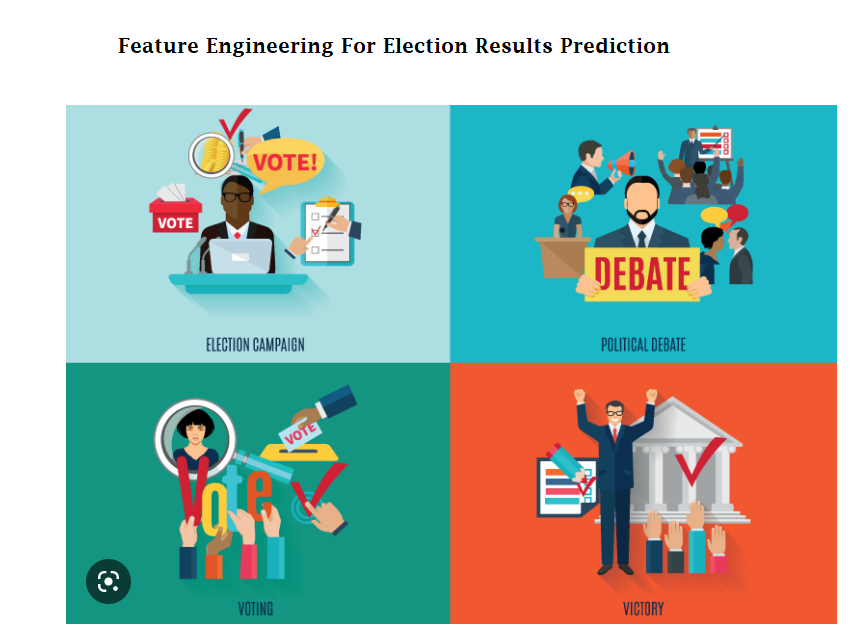 Feature Engineering For Election Results Prediction
VOTE!
VOTE
ELECTION CAMPAIGN
DEBATE
POLITICAL DEBATE
VOTE
Vote
VOTING
VICTORY